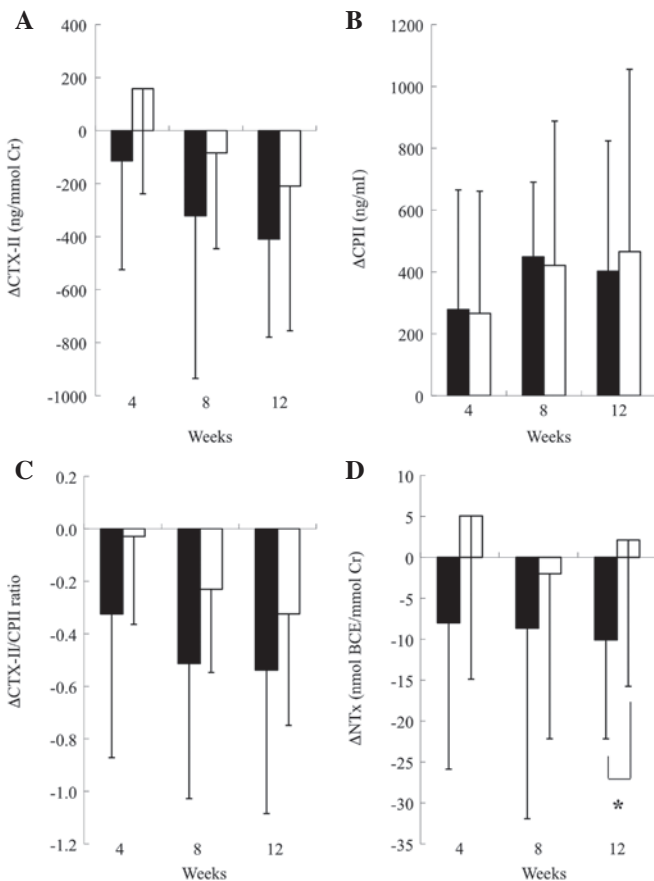 A
400
200
0
-200
-400
-600
-800
-1000
ΔCTX-II (ng/mmol Cr)
4 8 12
Weeks
B
1200
1000
800
600
400
200
0
ΔCPII (ng/ml)
4 8 12
Weeks
C
0.2
0.0
-0.2
-0.4
-0.6
-0.8
-1.0
-1.2
ΔCTX-II/CPII ratio
4 8 12
Weeks
D
10
5
0
-5
-10
-15
-20
-25
-30
-35
ΔNTx (nmol BCE/mmol Cr)
*
4 8 12
Weeks